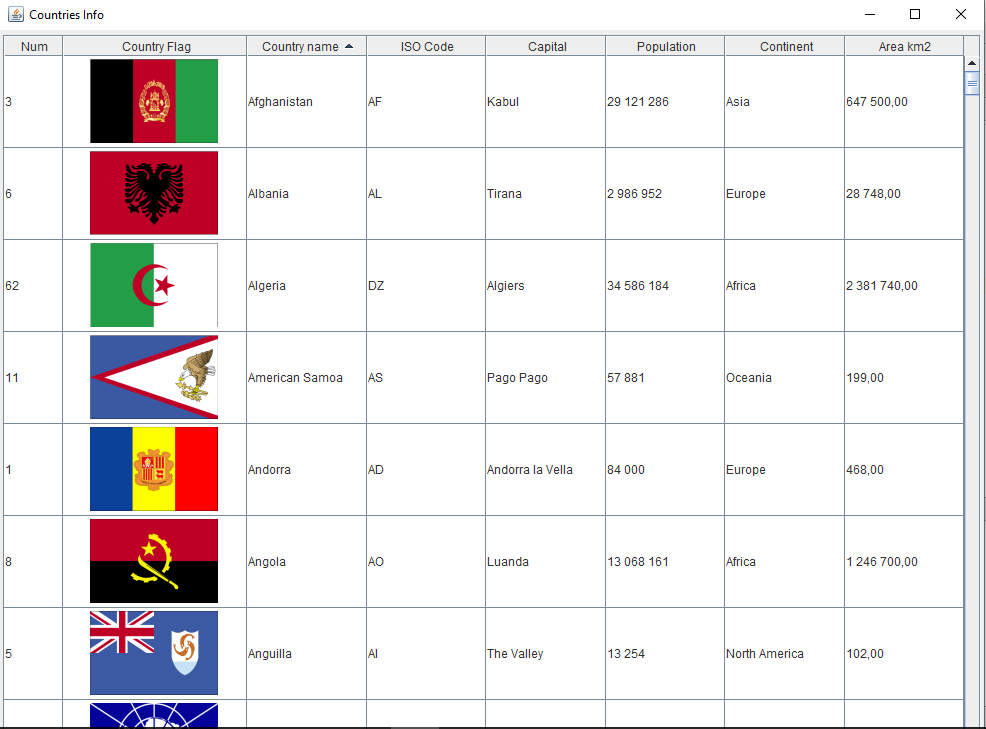 Countries Info
Num Country Flag Country name ISO Code Capital Population Continent Area km2
3 Afghanistan AF Kabul 29 121 286 Asia 647 500,00
6 Albania AL Tirana 2 986 952 Europe 28 748,00
62 Algeria DZ Algiers 34 586 184 Africa 2 381 740,00
11 American Samoa AS Pago Pago 57 881 Oceania 199,00
1 Andorra AD Andorra la Vella 84 000 Europe 468,00
8 Angola AO Luanda 13 068 161 Africa 1 246 700,00
5 Anguilla AI The Valley 13 254 North America 102,00